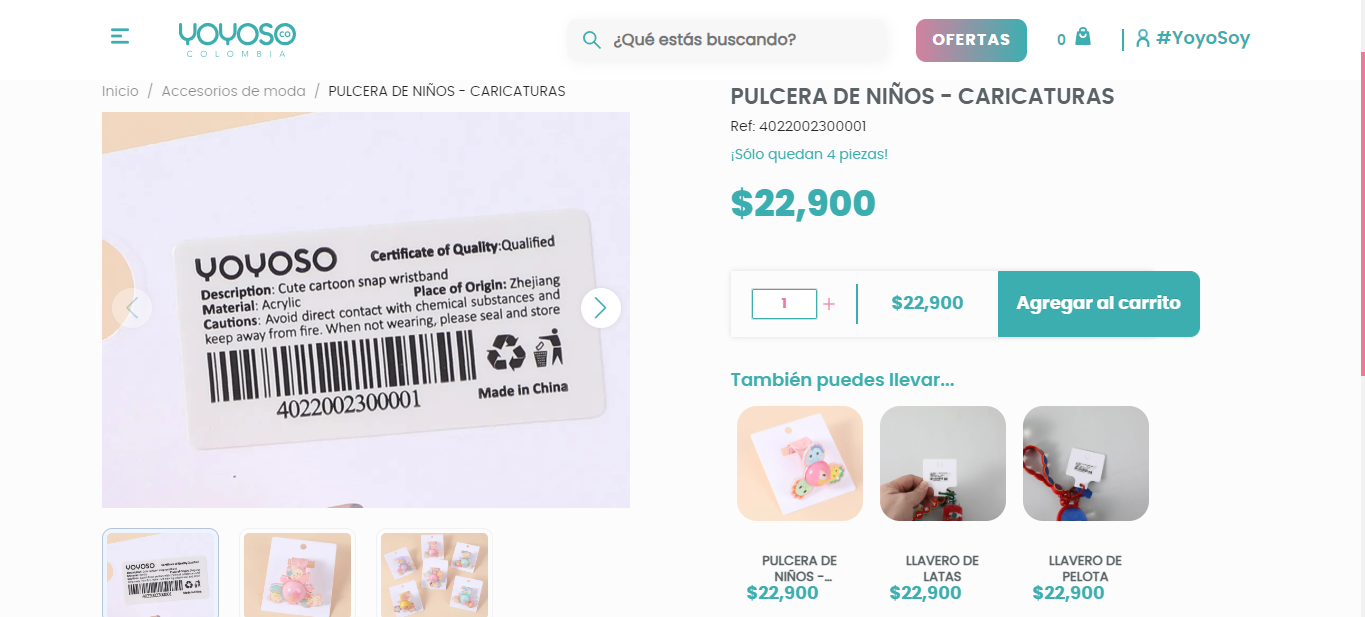 YOYOSO CO
COLOMBIA
¿Qué estás buscando?
OFERTAS
0
#YoyoSoy
Inicio / Accesorios de moda / PULCERA DE NIÑOS - CARICATURAS
YOYOSO
Certificate of Quality:Qualified
Description: Cute cartoon snap wristband
Material: Acrylic
Place of Origin: Zhejiang
Cautions: Avoid direct contact with chemical substances and
keep away from fire. When not wearing, please seal and store
4022002300001
Made in China
PULCERA DE NIÑOS - CARICATURAS
Ref: 4022002300001
¡Sólo quedan 4 piezas!
$22,900
1 +
$22,900
Agregar al carrito
También puedes llevar...
PULCERA DE
NIÑOS -...
$22,900
LLAVERO DE
LATAS
$22,900
LLAVERO DE
PELOTA
$22,900
YOYOSO